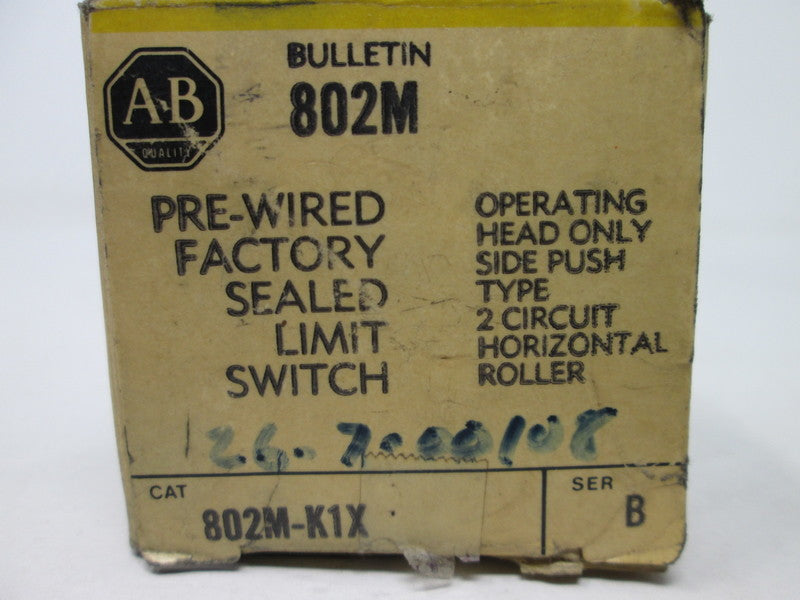 BULLETIN
802M
A-B
QUALITY
PRE-WIRED
FACTORY
SEALED
LIMIT
SWITCH
OPERATING
HEAD ONLY
SIDE PUSH
TYPE
2 CIRCUIT
HORIZONTAL
ROLLER
CAT
802M-K1X
SER
B